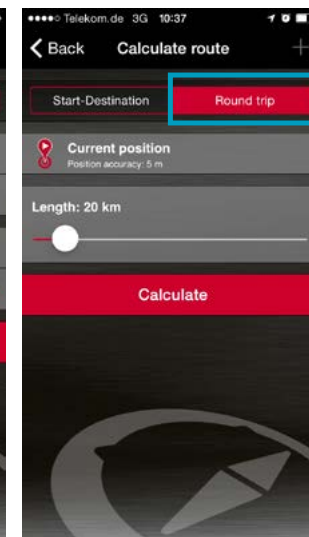 Telekom.de 3G 10:37
Back Calculate route +
Start-Destination Round trip
Current position
Position accuracy: 5 m
Length: 20 km
Calculate